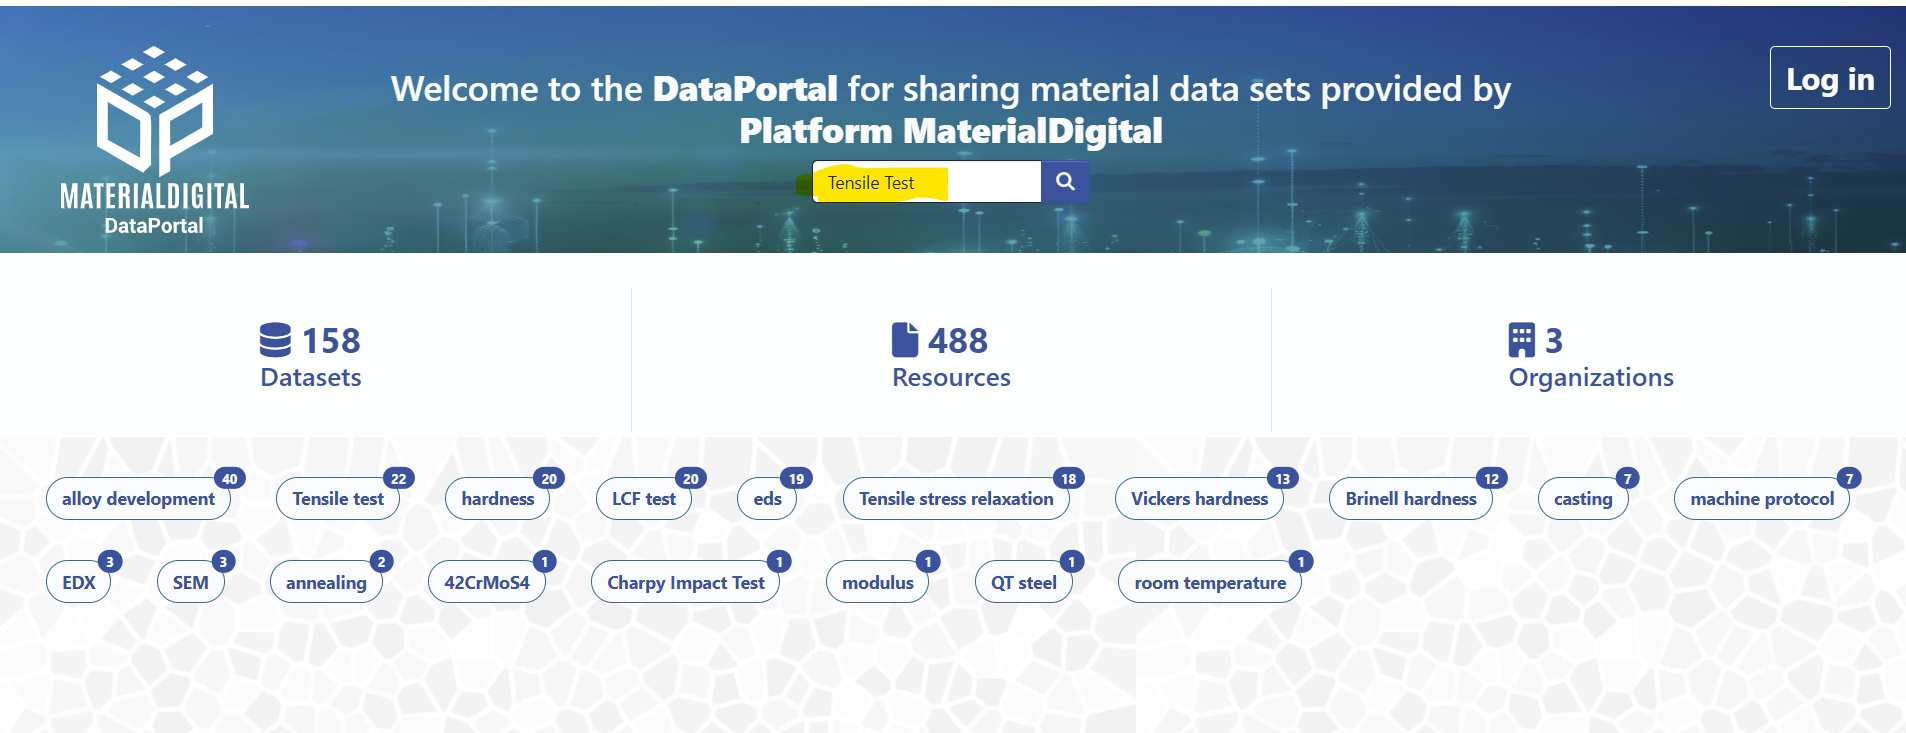 Welcome to the DataPortal for sharing material data sets provided by
Platform MaterialDigital
Log in
MATERIALDIGITAL
DataPortal
Tensile Test
158
Datasets
488
Resources
3
Organizations
alloy development 40
Tensile test 22
hardness 20
LCF test 20
eds 19
Tensile stress relaxation 18
Vickers hardness 13
Brinell hardness 12
casting 7
machine protocol 7
EDX 3
SEM 3
annealing 2
42CrMoS4 1
Charpy Impact Test 1
modulus 1
QT steel 1
room temperature 1